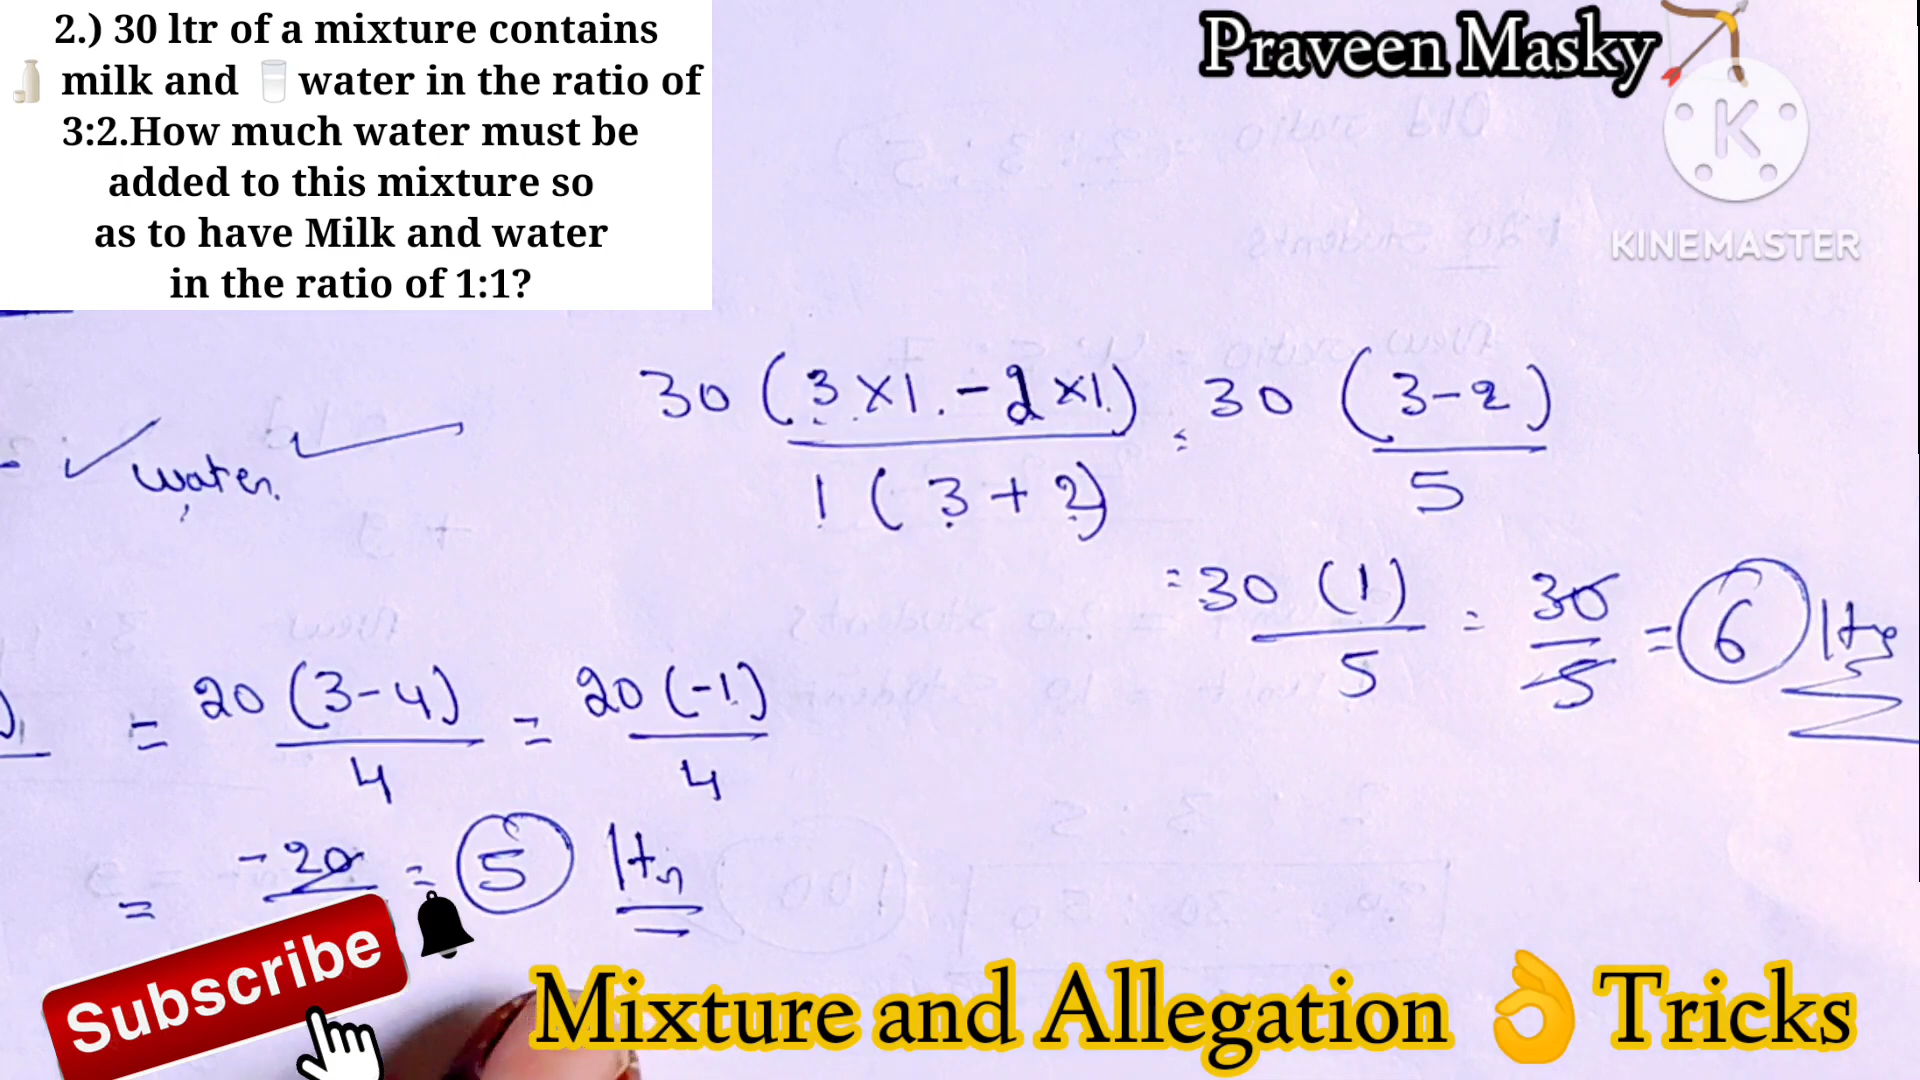 2.) 30 ltr of a mixture contains
milk and water in the ratio of
3:2.How much water must be
added to this mixture so
as to have Milk and water
in the ratio of 1:1?
Praveen Masky
K
KINEMASTER
30 (3×1.-2×1) = 30 (3-2)
1 (3+2) 5
water.
= 30 (1) = 30 = 6 ltrs
5 5
= 20 (3-4) = 20 (-1)
4 4
= -20 = 5 ltr
Subscribe
Mixture and Allegation 👌 Tricks